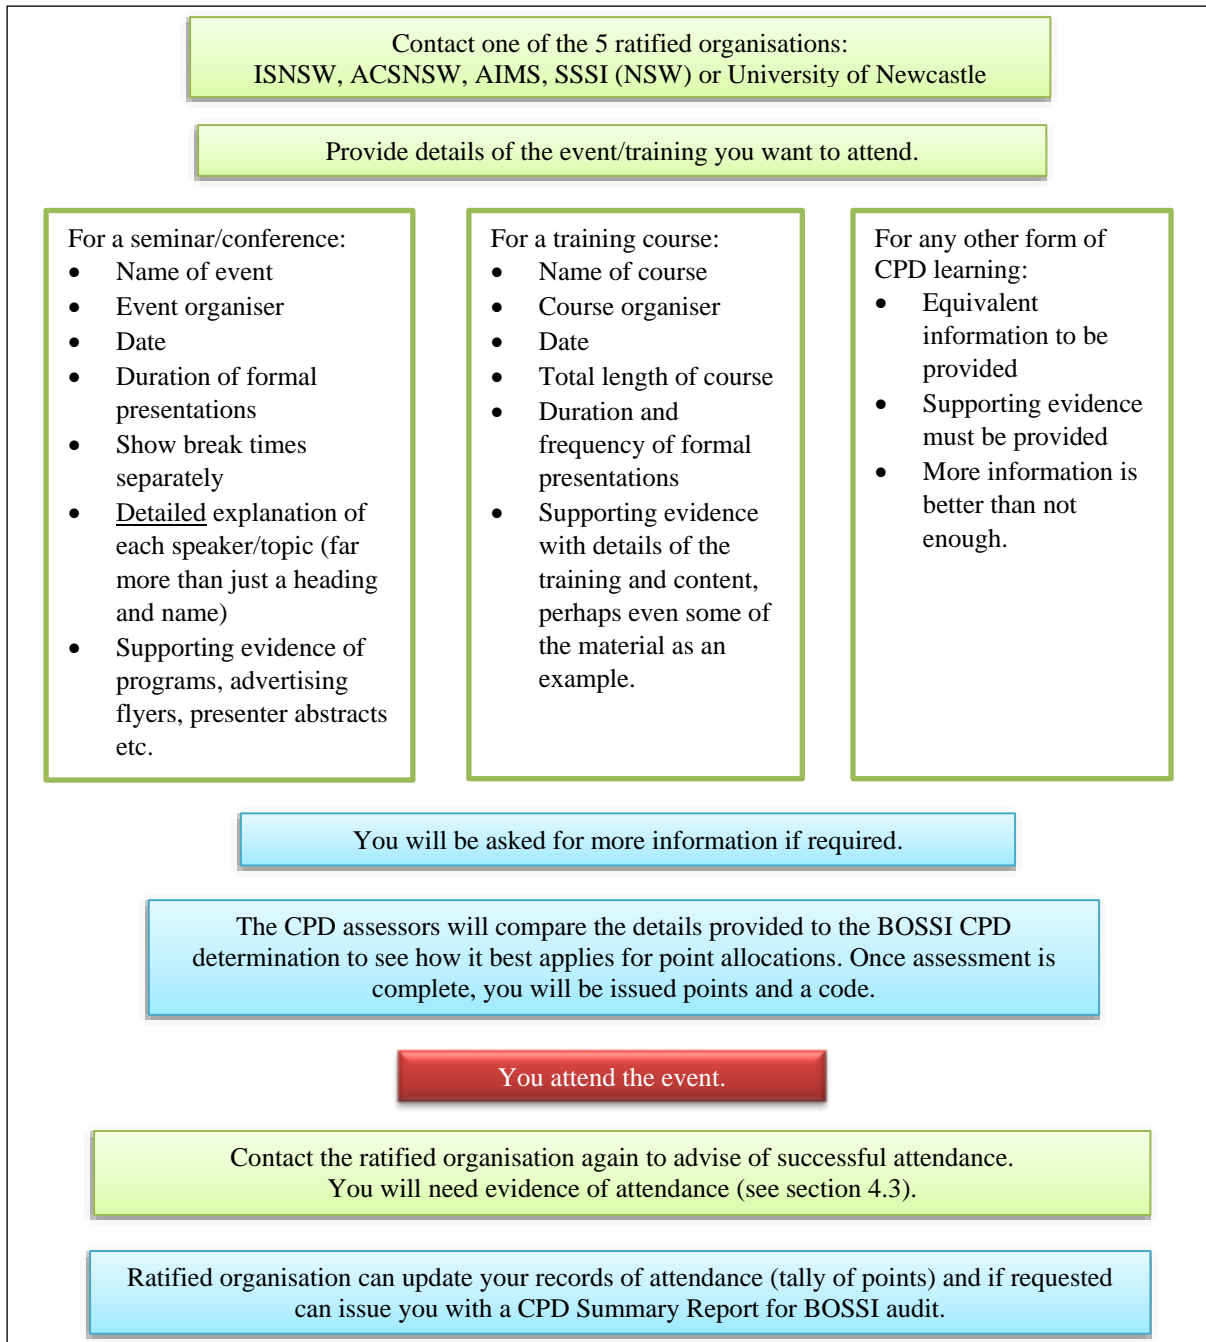 Contact one of the 5 ratified organisations:
ISNSW, ACSNSW, AIMS, SSSI (NSW) or University of Newcastle
Provide details of the event/training you want to attend.
For a seminar/conference:
• Name of event
• Event organiser
• Date
• Duration of formal
presentations
• Show break times
separately
• Detailed explanation of
each speaker/topic (far
more than just a heading
and name)
• Supporting evidence of
programs, advertising
flyers, presenter abstracts
etc.
For a training course:
• Name of course
• Course organiser
• Date
• Total length of course
• Duration and
frequency of formal
presentations
• Supporting evidence
with details of the
training and content,
perhaps even some of
the material as an
example.
For any other form of
CPD learning:
• Equivalent
information to be
provided
• Supporting evidence
must be provided
• More information is
better than not
enough.
You will be asked for more information if required.
The CPD assessors will compare the details provided to the BOSSI CPD
determination to see how it best applies for point allocations. Once assessment is
complete, you will be issued points and a code.
You attend the event.
Contact the ratified organisation again to advise of successful attendance.
You will need evidence of attendance (see section 4.3).
Ratified organisation can update your records of attendance (tally of points) and if requested
can issue you with a CPD Summary Report for BOSSI audit.